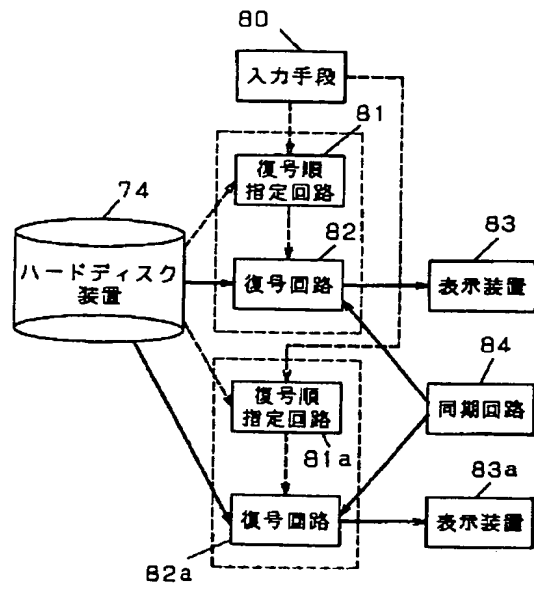 80
入力手段
81
復号順
指定回路
74
82
83
ハードディスク
装置
復号回路
表示装置
84
復号順
指定回路
同期回路
81a
83a
復号回路
表示装置
82a